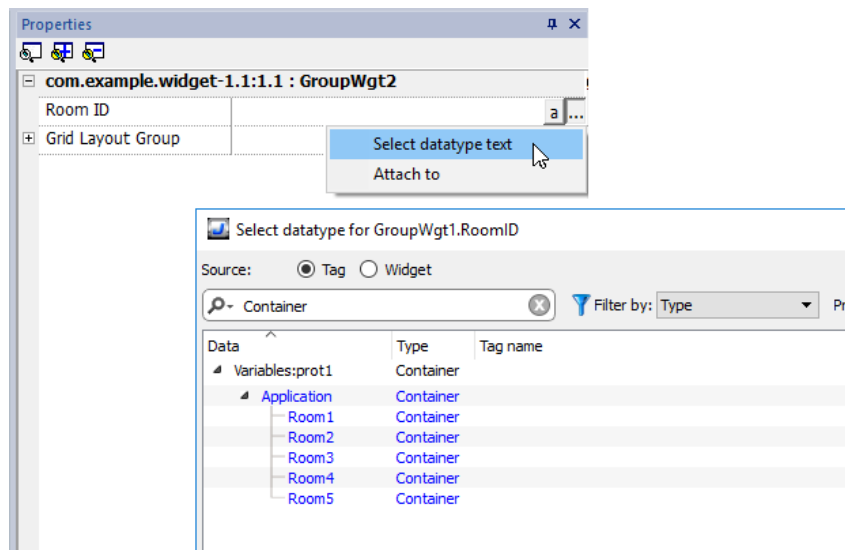 Properties
com.example.widget-1.1:1.1 : GroupWgt2
Room ID a ...
Grid Layout Group
Select datatype text
Attach to
Select datatype for GroupWgt1.RoomID
Source: Tag Widget
Container Filter by: Type Pr
Data Type Tag name
Variables:prot1 Container
Application Container
Room1 Container
Room2 Container
Room3 Container
Room4 Container
Room5 Container